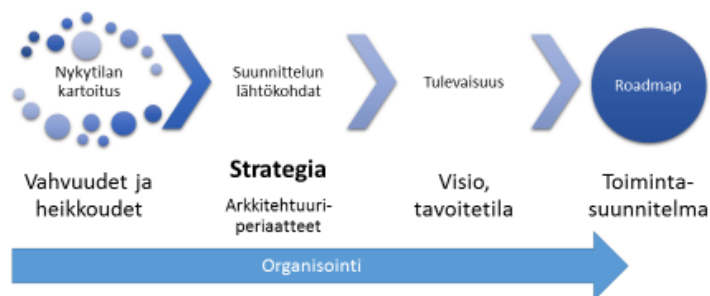 Nykytilan
kartoitus
Suunnittelun
lähtökohdat
Tulevaisuus
Roadmap
Vahvuudet ja
heikkoudet
Strategia
Arkkitehtuuri-
periaatteet
Visio,
tavoitetila
Toiminta-
suunnitelma
Organisointi